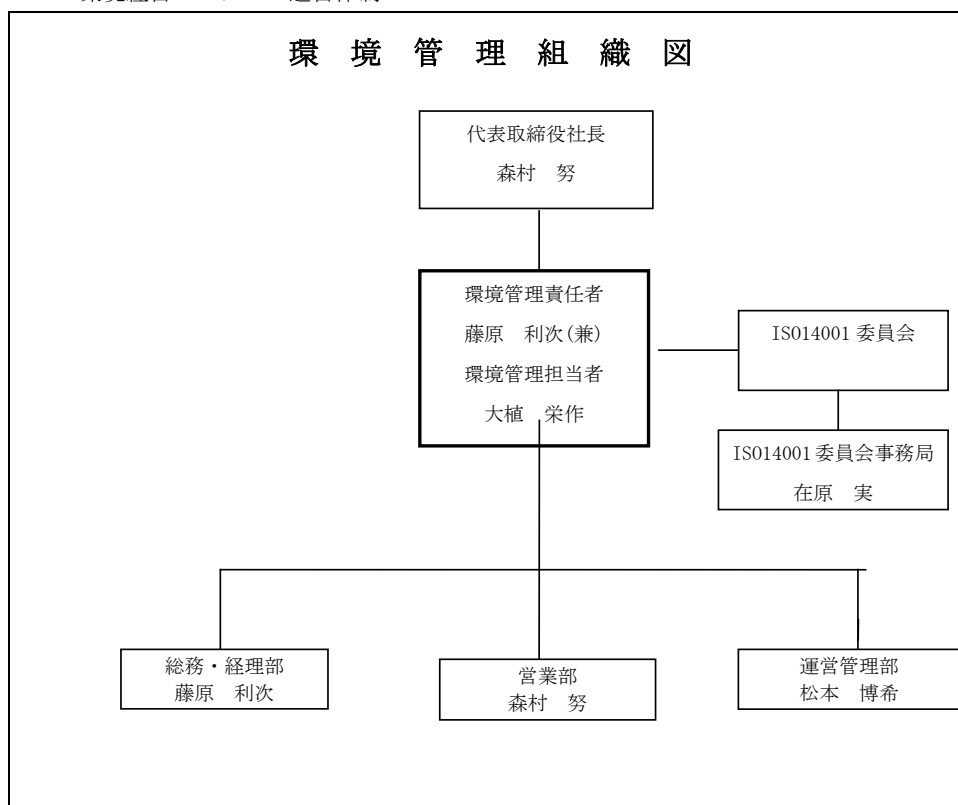 環境管理組織図
代表取締役社長
森村　努
環境管理責任者
藤原　利次(兼)
環境管理担当者
大植　栄作
ISO14001 委員会
ISO14001 委員会事務局
在原　実
総務・経理部
藤原　利次
営業部
森村　努
運営管理部
松本　博希